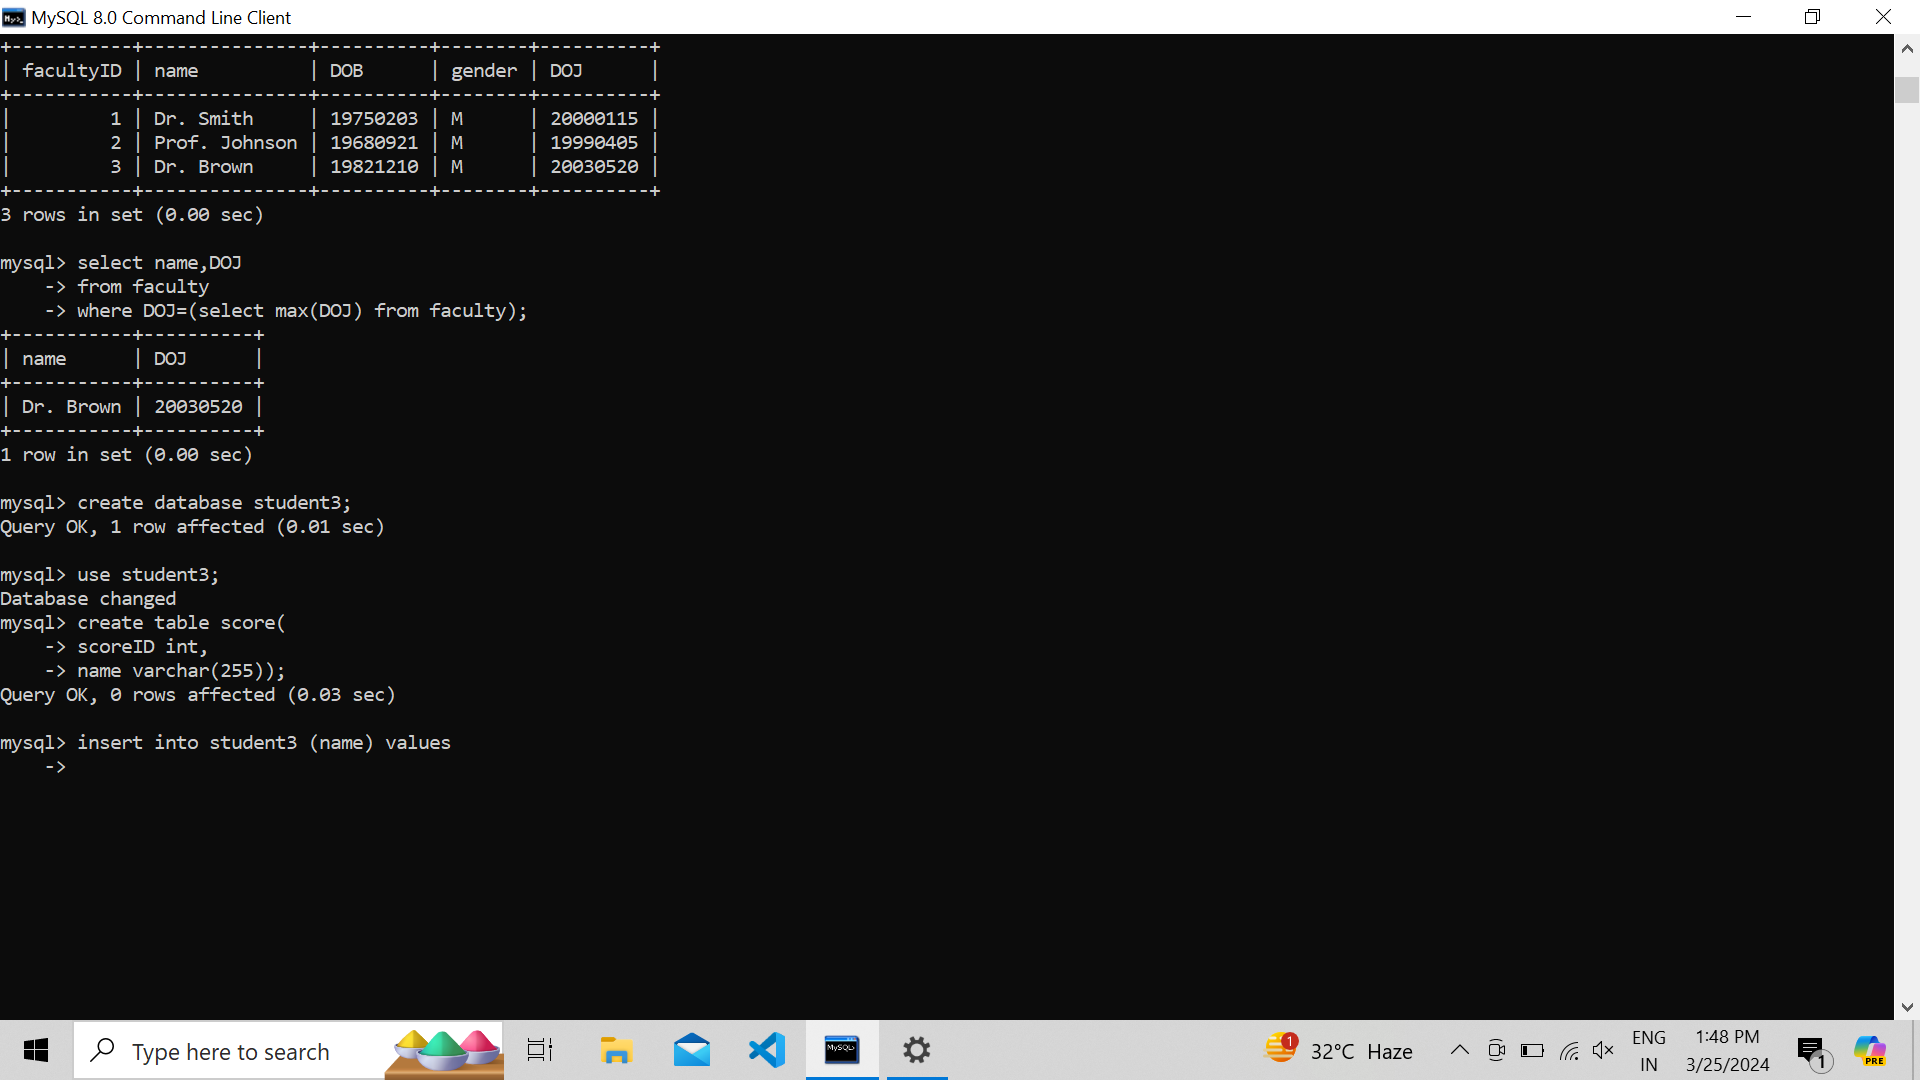 MySQL 8.0 Command Line Client
+-----------+---------------+----------+--------+----------+
| facultyID | name          | DOB      | gender | DOJ      |
+-----------+---------------+----------+--------+----------+
|         1 | Dr. Smith     | 19750203 | M      | 20000115 |
|         2 | Prof. Johnson | 19680921 | M      | 19990405 |
|         3 | Dr. Brown     | 19821210 | M      | 20030520 |
+-----------+---------------+----------+--------+----------+
3 rows in set (0.00 sec)
mysql> select name,DOJ
    -> from faculty
    -> where DOJ=(select max(DOJ) from faculty);
+-----------+----------+
| name      | DOJ      |
+-----------+----------+
| Dr. Brown | 20030520 |
+-----------+----------+
1 row in set (0.00 sec)
mysql> create database student3;
Query OK, 1 row affected (0.01 sec)
mysql> use student3;
Database changed
mysql> create table score(
    -> scoreID int,
    -> name varchar(255));
Query OK, 0 rows affected (0.03 sec)
mysql> insert into student3 (name) values
    ->
Type here to search
MySQL>
1
32°C Haze
ENG
IN
1:48 PM
3/25/2024
1
PRE